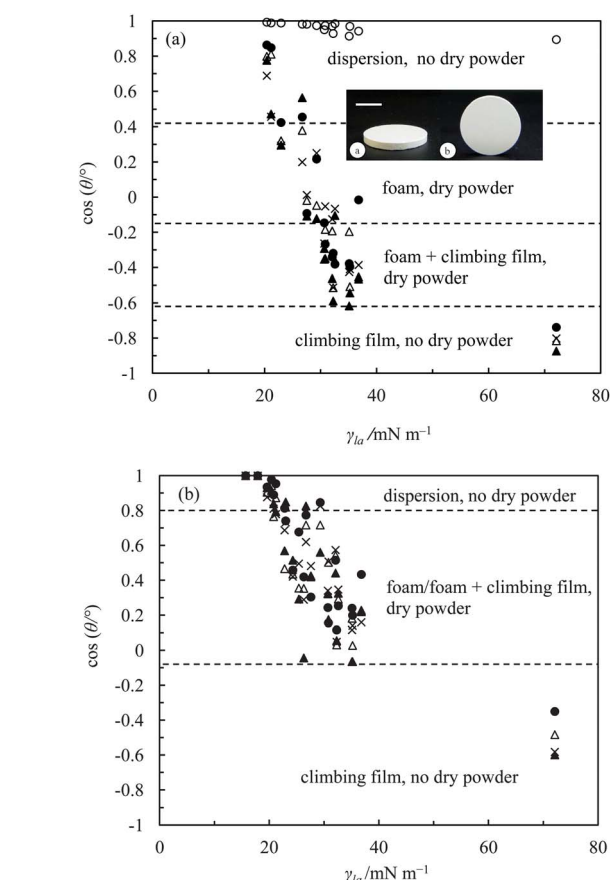 1
(a)
0.8
dispersion, no dry powder
0.6
0.4
a
b
0.2
cos (θ/°)
0
foam, dry powder
-0.2
foam + climbing film,
-0.4
dry powder
-0.6
-0.8
climbing film, no dry powder
-1
0
20
40
60
80
γla /mN m–1
1
(b)
dispersion, no dry powder
0.8
0.6
0.4
foam/foam + climbing film,
dry powder
0.2
cos (θ/°)
0
-0.2
-0.4
-0.6
climbing film, no dry powder
-0.8
-1
0
20
40
60
80
γla/mN m–1